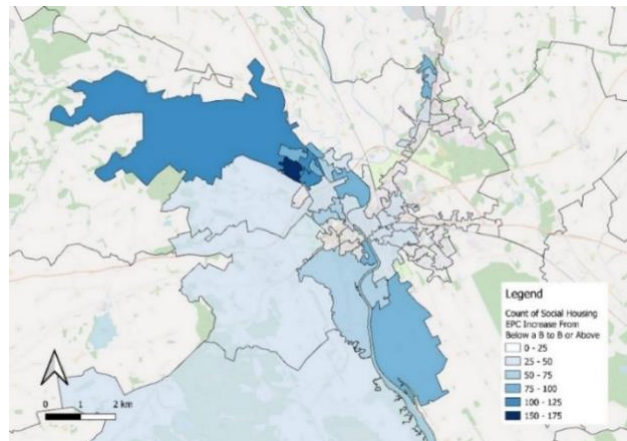 Legend
Count of Social Housing
EPC Increase From
Below a B to B or Above
0 - 25
25 - 50
50 - 75
75 - 100
100 - 125
150 - 175
0 1 2 km